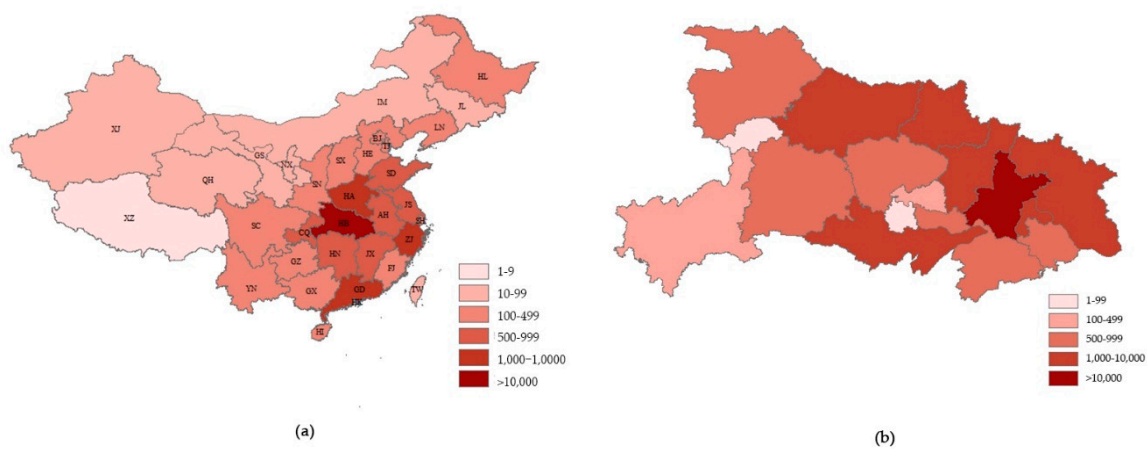 HL
IM
JL
XJ
LN
BJ
TJ
GS
HE
NX
SX
SD
QH
SN
HA
JS
XZ
AH
SH
SC
HB
CQ
ZJ
HN
JX
GZ
FJ
YN
GX
GD
TW
HK
HI
1-9
10-99
100-499
500-999
1,000-1,0000
>10,000
(a)
1-99
100-499
500-999
1,000-10,000
>10,000
(b)